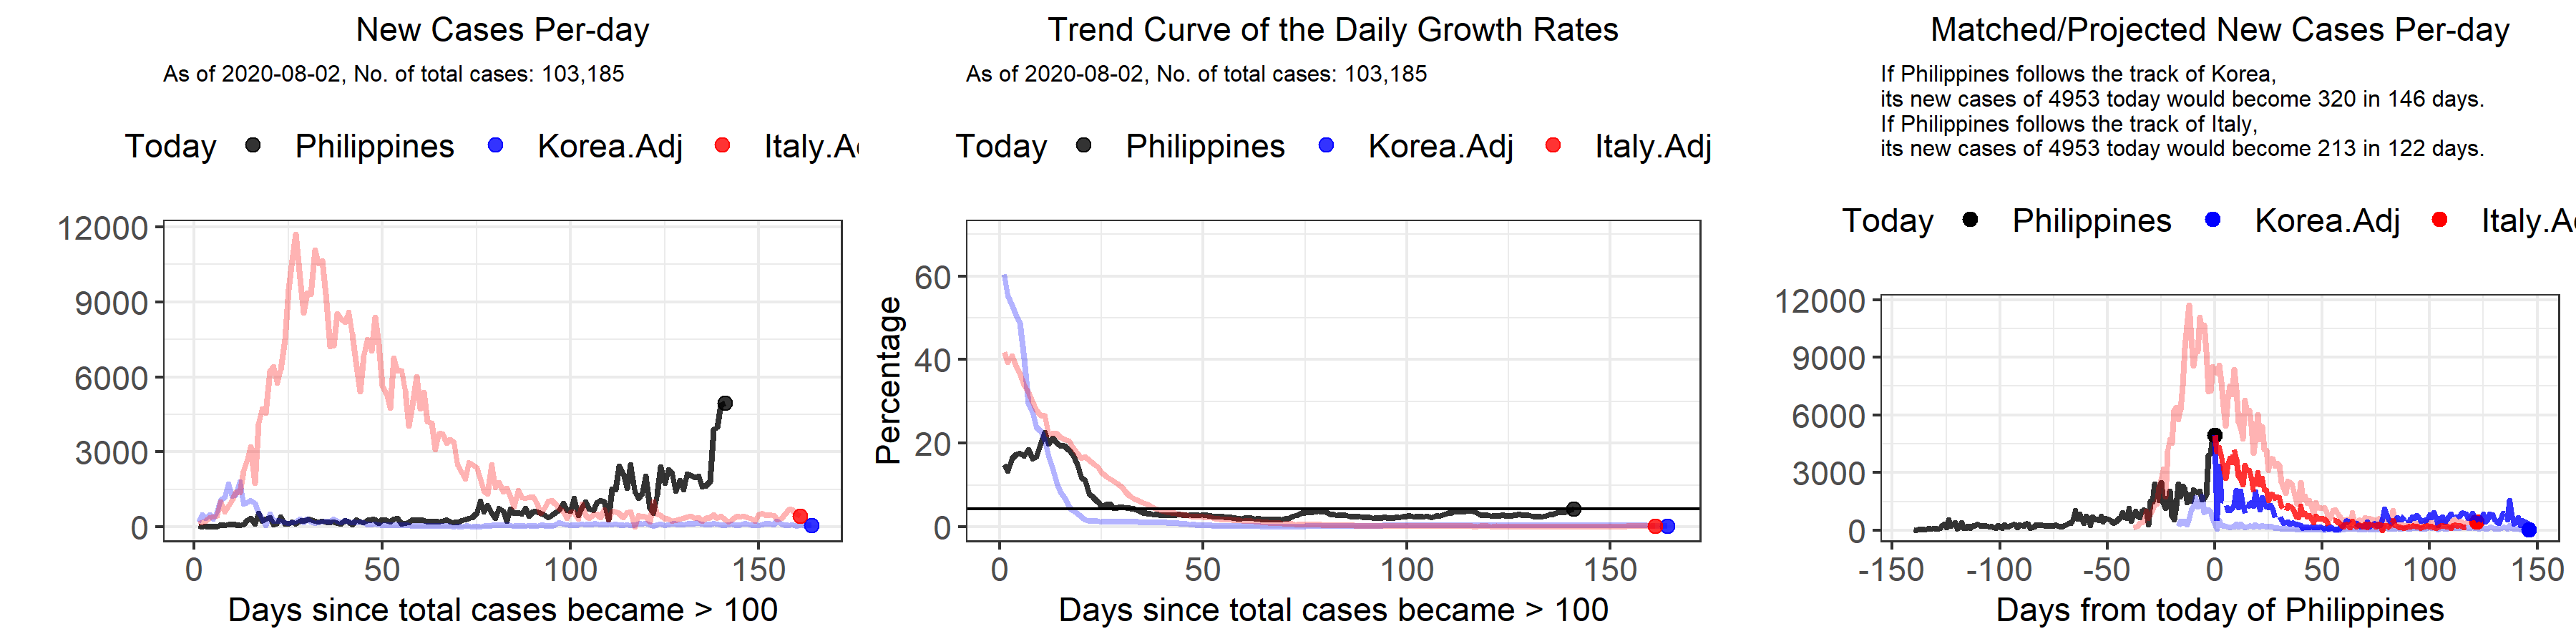 New Cases Per-day
As of 2020-08-02, No. of total cases: 103,185
Today Philippines Korea.Adj Italy.A
12000
9000
6000
3000
0
0 50 100 150
Days since total cases became > 100
Trend Curve of the Daily Growth Rates
As of 2020-08-02, No. of total cases: 103,185
Today Philippines Korea.Adj Italy.Adj
Percentage
60
40
20
0
0 50 100 150
Days since total cases became > 100
Matched/Projected New Cases Per-day
If Philippines follows the track of Korea,
its new cases of 4953 today would become 320 in 146 days.
If Philippines follows the track of Italy,
its new cases of 4953 today would become 213 in 122 days.
Today Philippines Korea.Adj Italy.A
12000
9000
6000
3000
0
-150 -100 -50 0 50 100 150
Days from today of Philippines